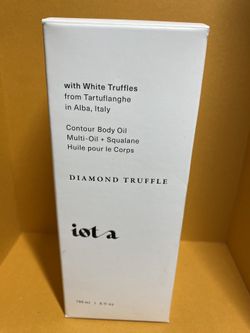 with White Truffles
from Tartuflanghe
in Alba, Italy
Contour Body Oil
Multi-Oil + Squalane
Huile pour le Corps
DIAMOND TRUFFLE
iota